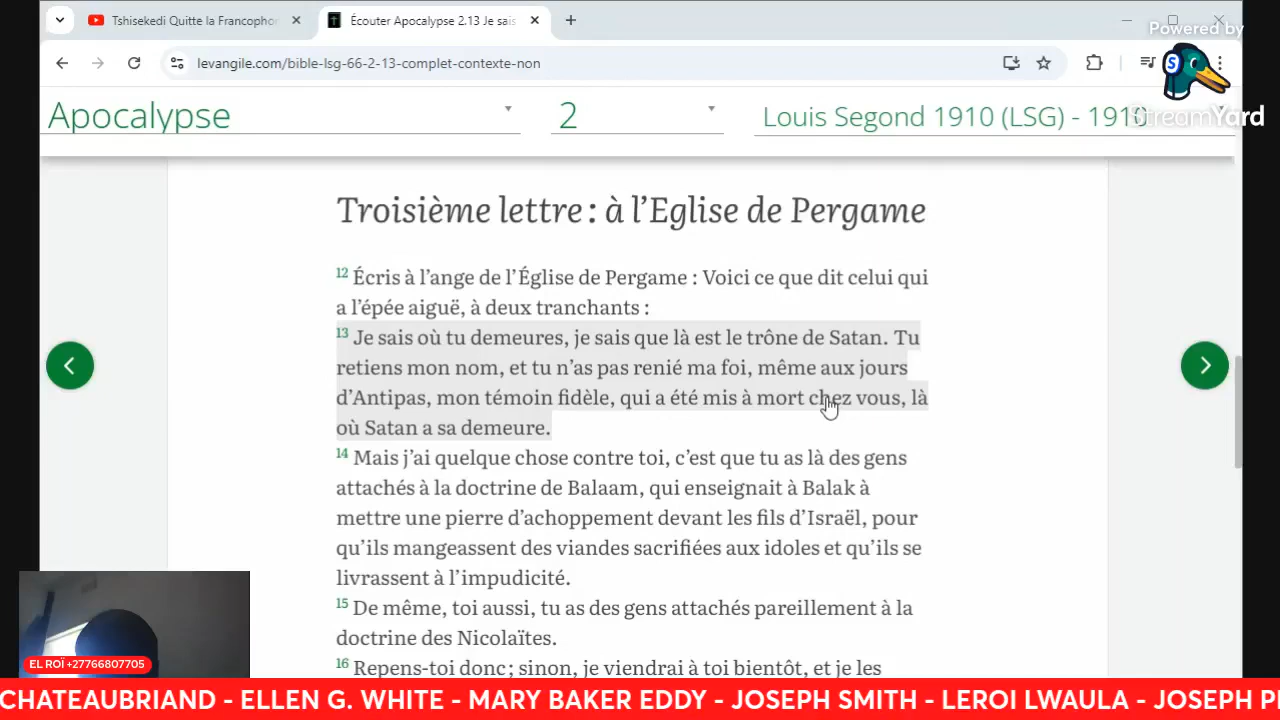 Tshisekedi Quitte la Francophon
Écouter Apocalypse 2.13 Je sais
Powered by
levangile.com/bible-lsg-66-2-13-complet-contexte-non
S
StreamYard
Apocalypse
2
Louis Segond 1910 (LSG) - 1910
Troisième lettre : à l’Eglise de Pergame
12 Écris à l’ange de l’Église de Pergame : Voici ce que dit celui qui
a l’épée aiguë, à deux tranchants :
13 Je sais où tu demeures, je sais que là est le trône de Satan. Tu
retiens mon nom, et tu n’as pas renié ma foi, même aux jours
d’Antipas, mon témoin fidèle, qui a été mis à mort chez vous, là
où Satan a sa demeure.
14 Mais j’ai quelque chose contre toi, c’est que tu as là des gens
attachés à la doctrine de Balaam, qui enseignait à Balak à
mettre une pierre d’achoppement devant les fils d’Israël, pour
qu’ils mangeassent des viandes sacrifiées aux idoles et qu’ils se
livrassent à l’impudicité.
15 De même, toi aussi, tu as des gens attachés pareillement à la
doctrine des Nicolaïtes.
16 Repens-toi donc ; sinon, je viendrai à toi bientôt, et je les
EL ROÏ +27766807705
CHATEAUBRIAND - ELLEN G. WHITE - MARY BAKER EDDY - JOSEPH SMITH - LEROI LWAULA - JOSEPH